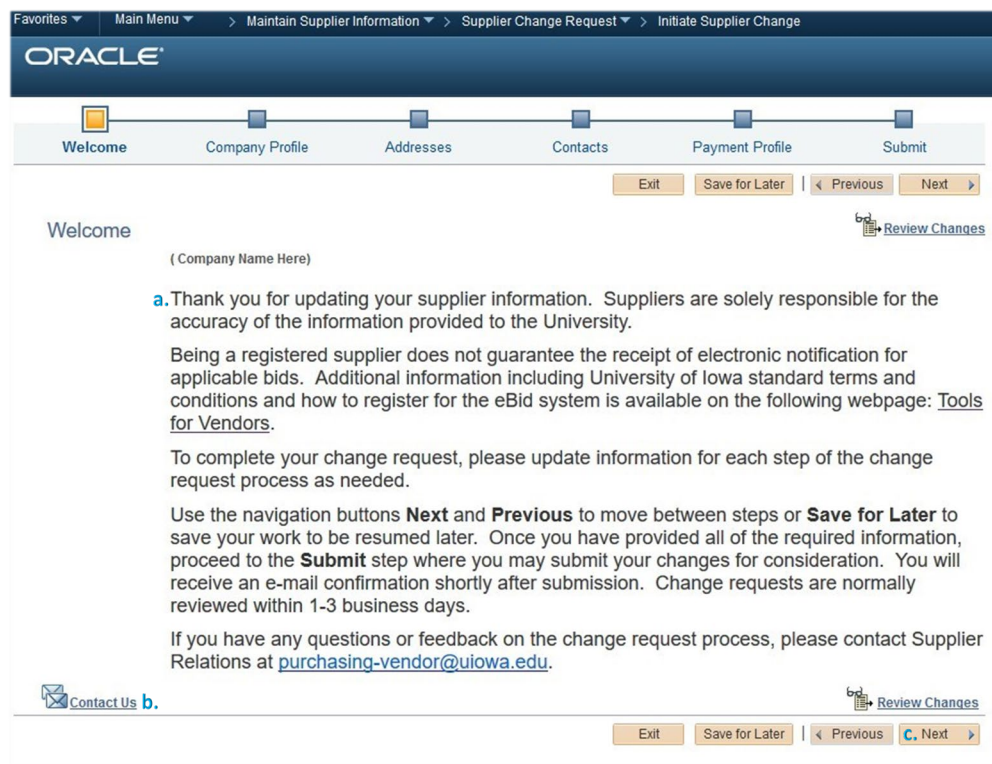 Favorites Main Menu > Maintain Supplier Information > Supplier Change Request > Initiate Supplier Change
ORACLE
Welcome Company Profile Addresses Contacts Payment Profile Submit
Exit Save for Later | Previous Next
Welcome Review Changes
( Company Name Here)
a. Thank you for updating your supplier information. Suppliers are solely responsible for the
accuracy of the information provided to the University.
Being a registered supplier does not guarantee the receipt of electronic notification for
applicable bids. Additional information including University of Iowa standard terms and
conditions and how to register for the eBid system is available on the following webpage: Tools
for Vendors.
To complete your change request, please update information for each step of the change
request process as needed.
Use the navigation buttons Next and Previous to move between steps or Save for Later to
save your work to be resumed later. Once you have provided all of the required information,
proceed to the Submit step where you may submit your changes for consideration. You will
receive an e-mail confirmation shortly after submission. Change requests are normally
reviewed within 1-3 business days.
If you have any questions or feedback on the change request process, please contact Supplier
Relations at purchasing-vendor@uiowa.edu.
Contact Us b. Review Changes
Exit Save for Later | Previous c. Next